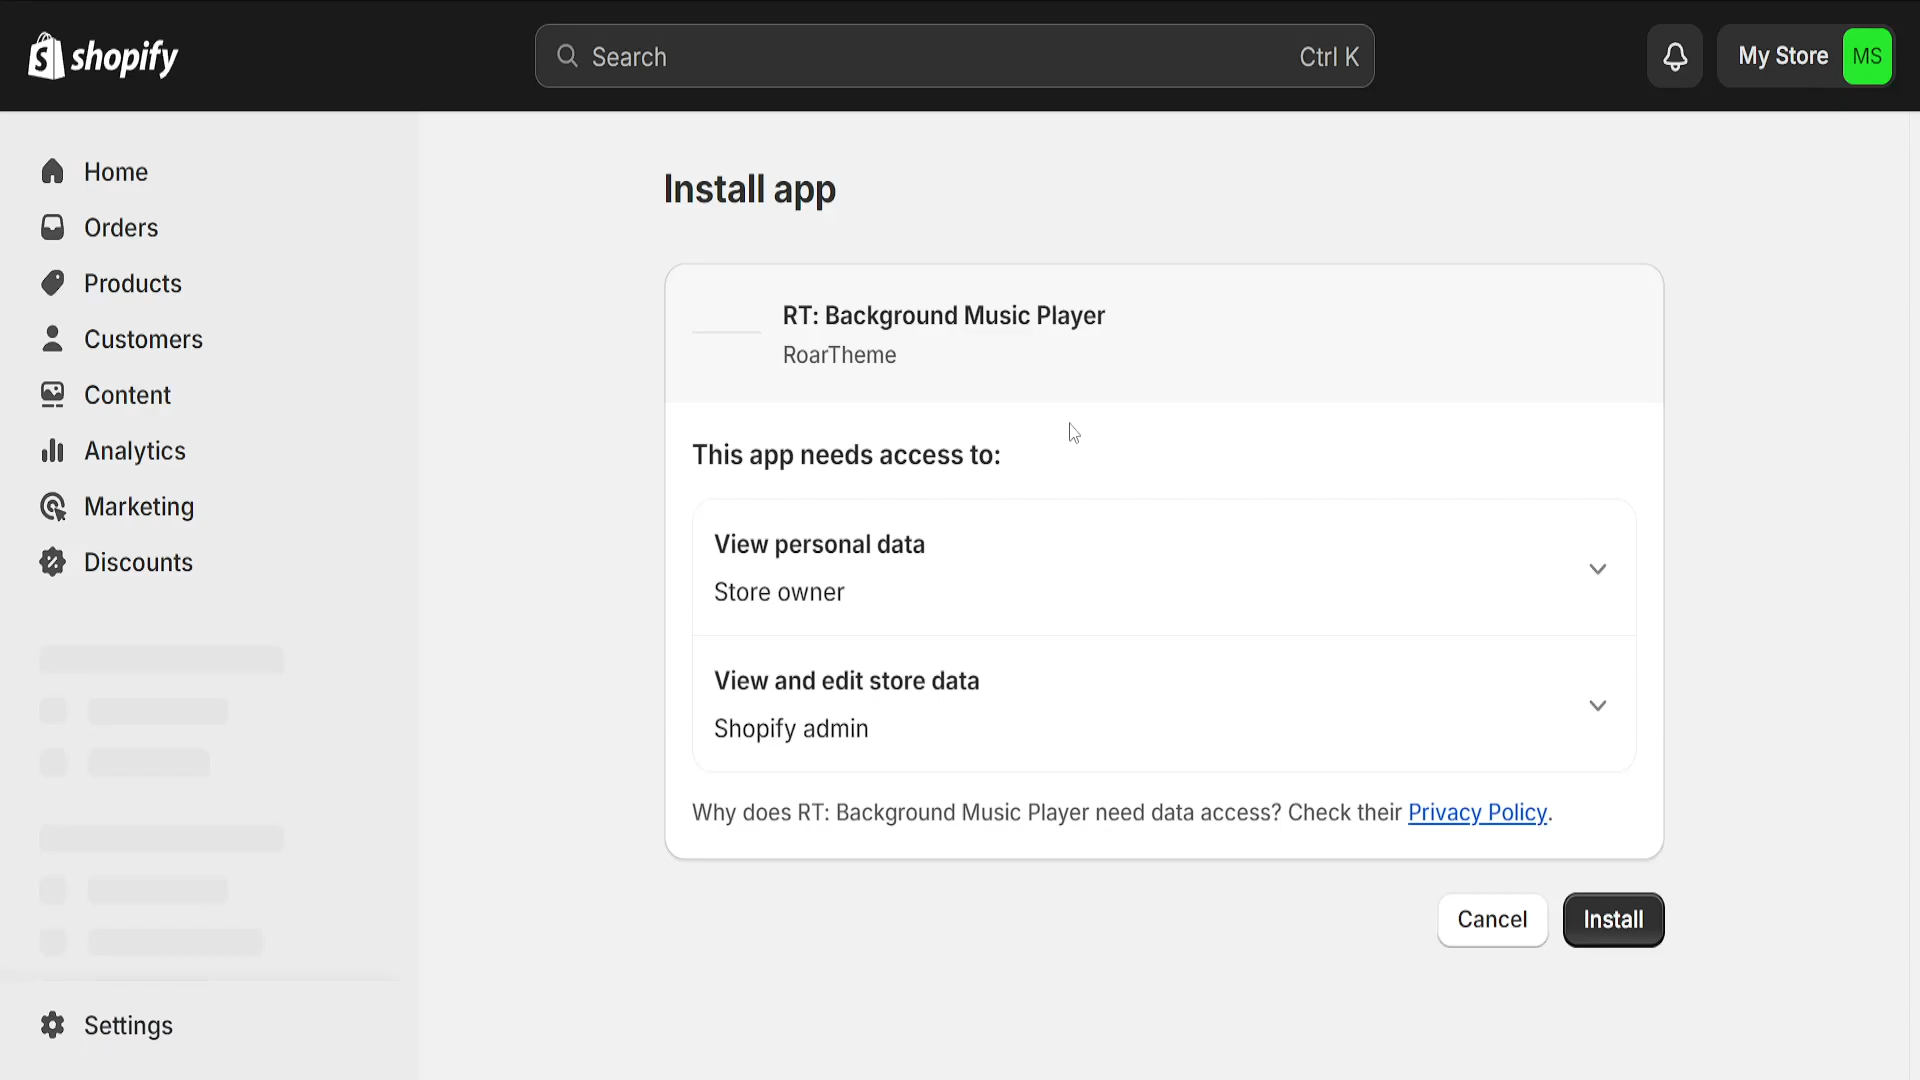 shopify
Search
Ctrl K
My Store
MS
Home
Orders
Products
Customers
Content
Analytics
Marketing
Discounts
Settings
Install app
RT: Background Music Player
RoarTheme
This app needs access to:
View personal data
Store owner
View and edit store data
Shopify admin
Why does RT: Background Music Player need data access? Check their Privacy Policy.
Cancel
Install